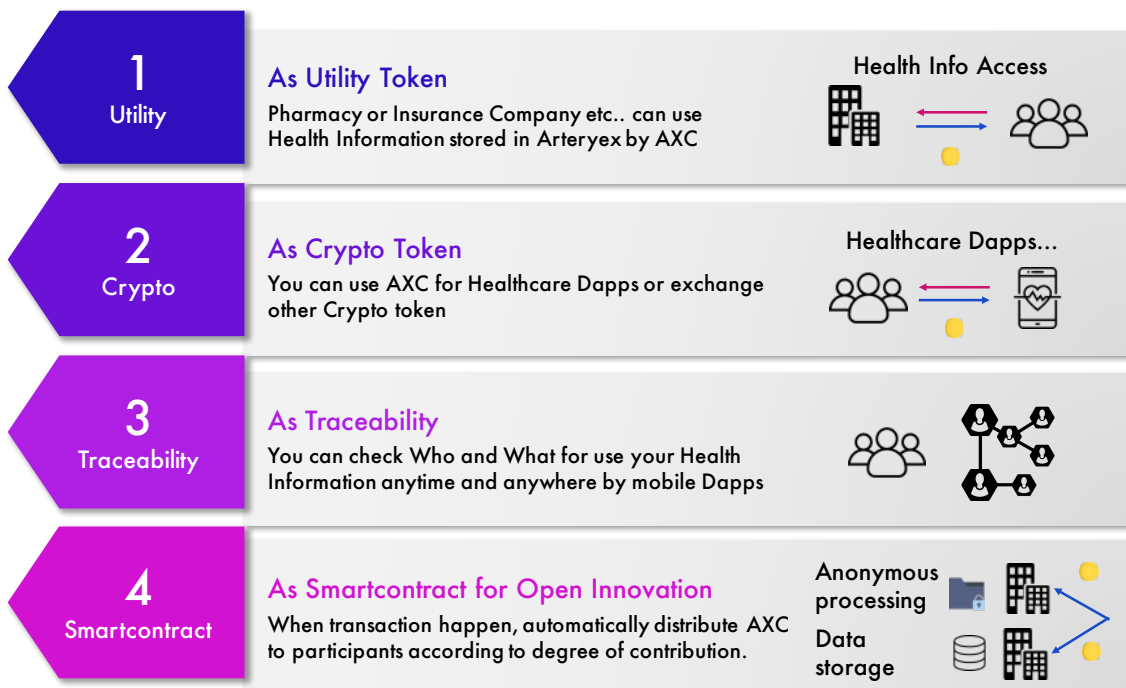 1
Utility
As Utility Token
Pharmacy or Insurance Company etc.. can use
Health Information stored in Arteryex by AXC
Health Info Access
2
Crypto
As Crypto Token
You can use AXC for Healthcare Dapps or exchange
other Crypto token
Healthcare Dapps...
3
Traceability
As Traceability
You can check Who and What for use your Health
Information anytime and anywhere by mobile Dapps
4
Smartcontract
As Smartcontract for Open Innovation
When transaction happen, automatically distribute AXC
to participants according to degree of contribution.
Anonymous
processing
Data
storage